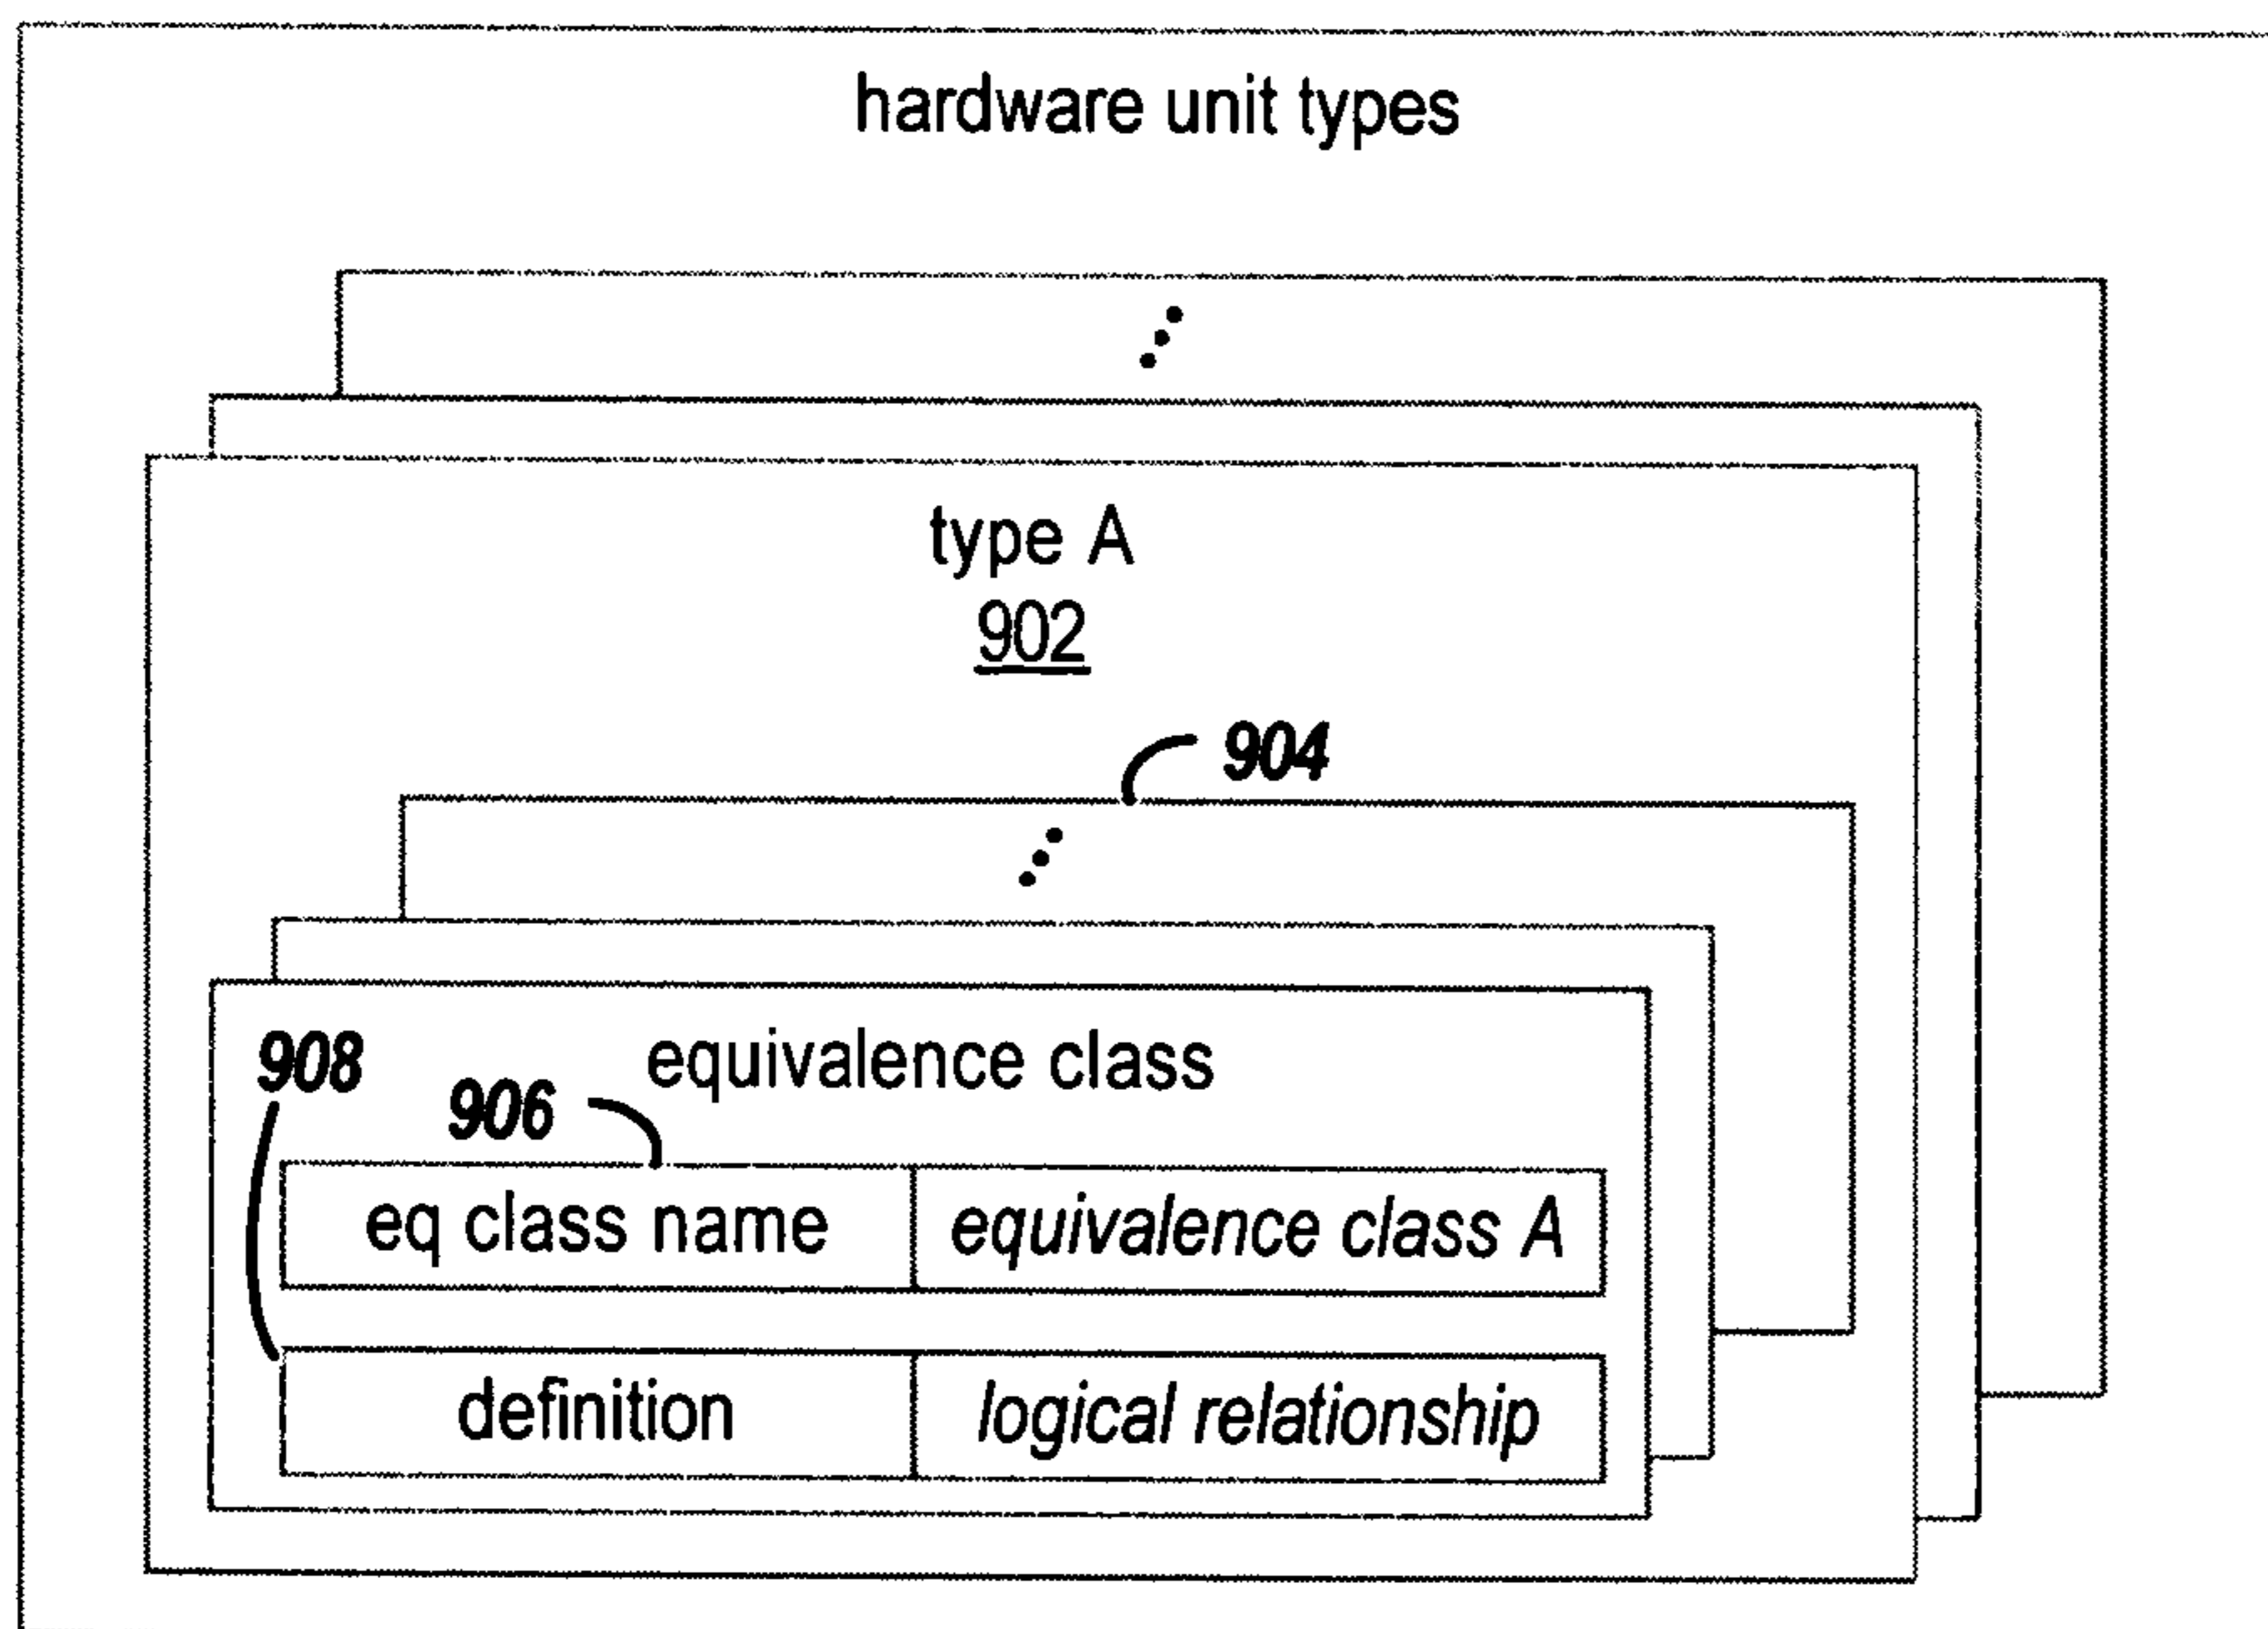 hardware unit types
type A
902
904
908
equivalence class
906
eq class name
equivalence class A
definition
logical relationship